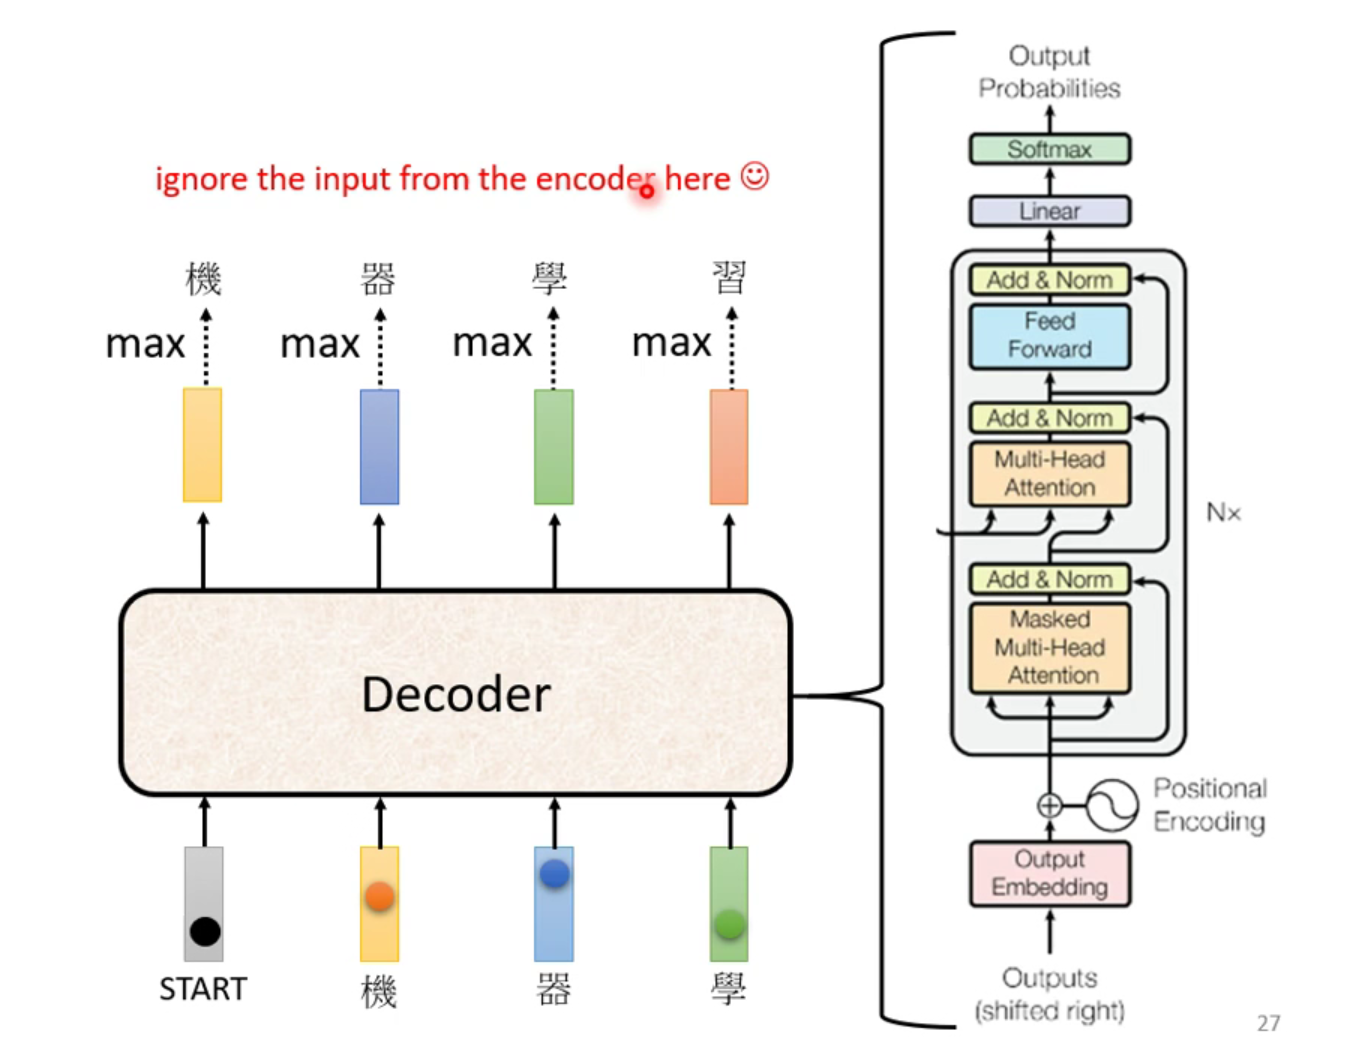 ignore the input from the encoder here ☺
機 器 學 習
max max max max
Decoder
START 機 器 學
Output
Probabilities
Softmax
Linear
Add & Norm
Feed
Forward
Add & Norm
Multi-Head
Attention
N×
Add & Norm
Masked
Multi-Head
Attention
Positional
Encoding
Output
Embedding
Outputs
(shifted right)
27